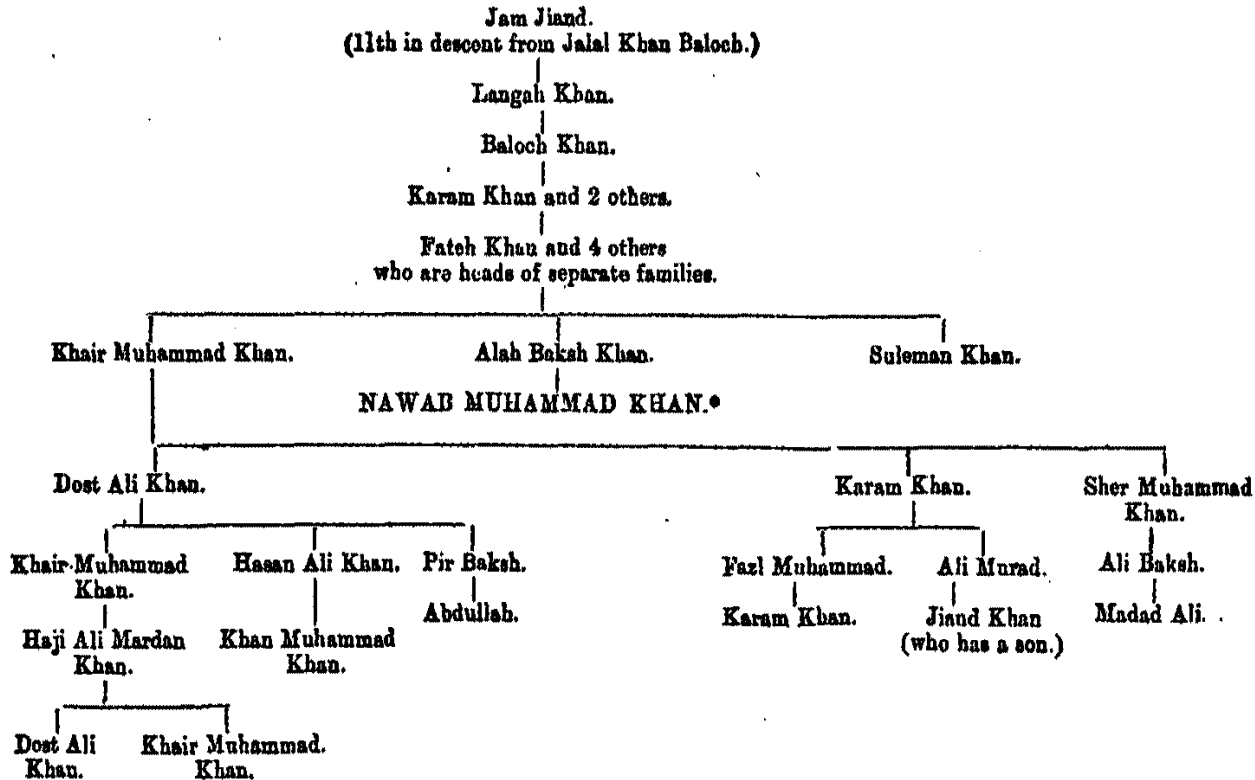 Jam Jiand.
(11th in descent from Jalal Khan Baloch.)
Langah Khan.
Baloch Khan.
Karam Khan and 2 others.
Fateh Khan and 4 others
who are heads of separate families.
Khair Muhammad Khan. Alah Baksh Khan. Suleman Khan.
NAWAB MUHAMMAD KHAN.*
Dost Ali Khan. Karam Khan. Sher Muhammad
Khan.
Khair Muhammad Hasan Ali Khan. Pir Baksh. Fazl Muhammad. Ali Murad. Ali Baksh.
Khan.
Abdullah. Karam Khan. Jiand Khan Madad Ali.
(who has a son.)
Haji Ali Mardan Khan Muhammad
Khan. Khan.
Dost Ali Khair Muhammad.
Khan. Khan.